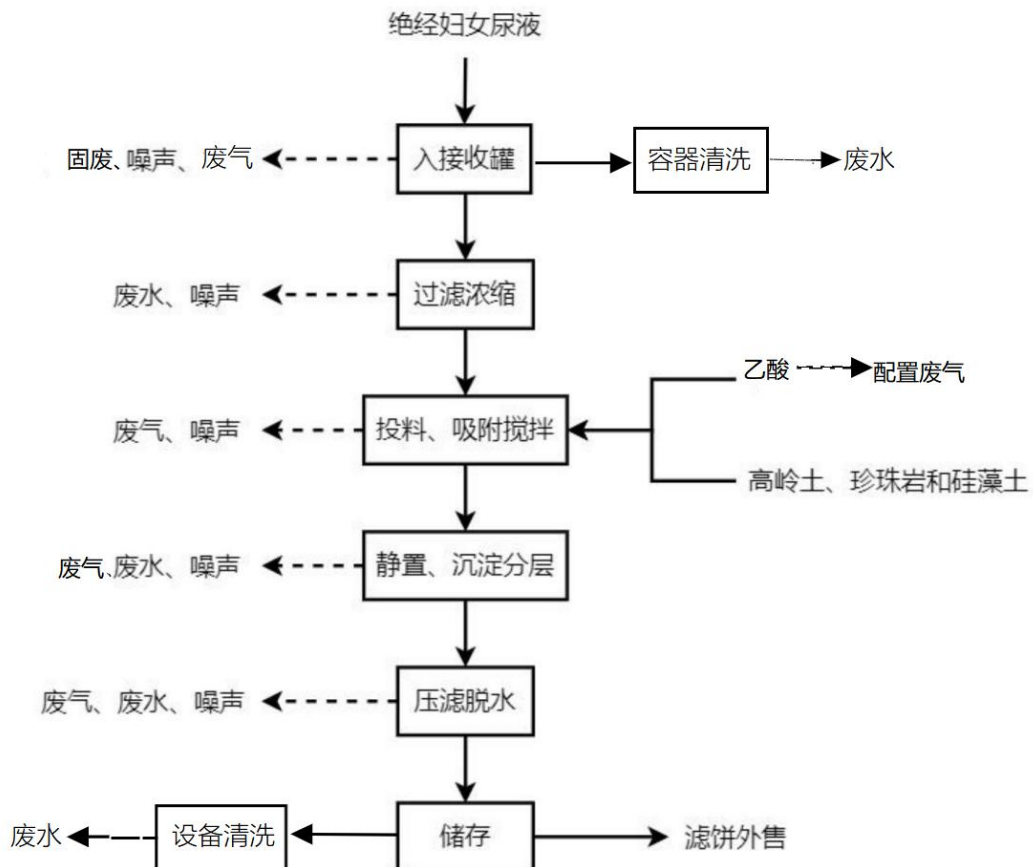 绝经妇女尿液
固废、噪声、废气
入接收罐
容器清洗
废水
废水、噪声
过滤浓缩
乙酸
配置废气
废气、噪声
投料、吸附搅拌
高岭土、珍珠岩和硅藻土
废气、废水、噪声
静置、沉淀分层
废气、废水、噪声
压滤脱水
废水
设备清洗
储存
滤饼外售